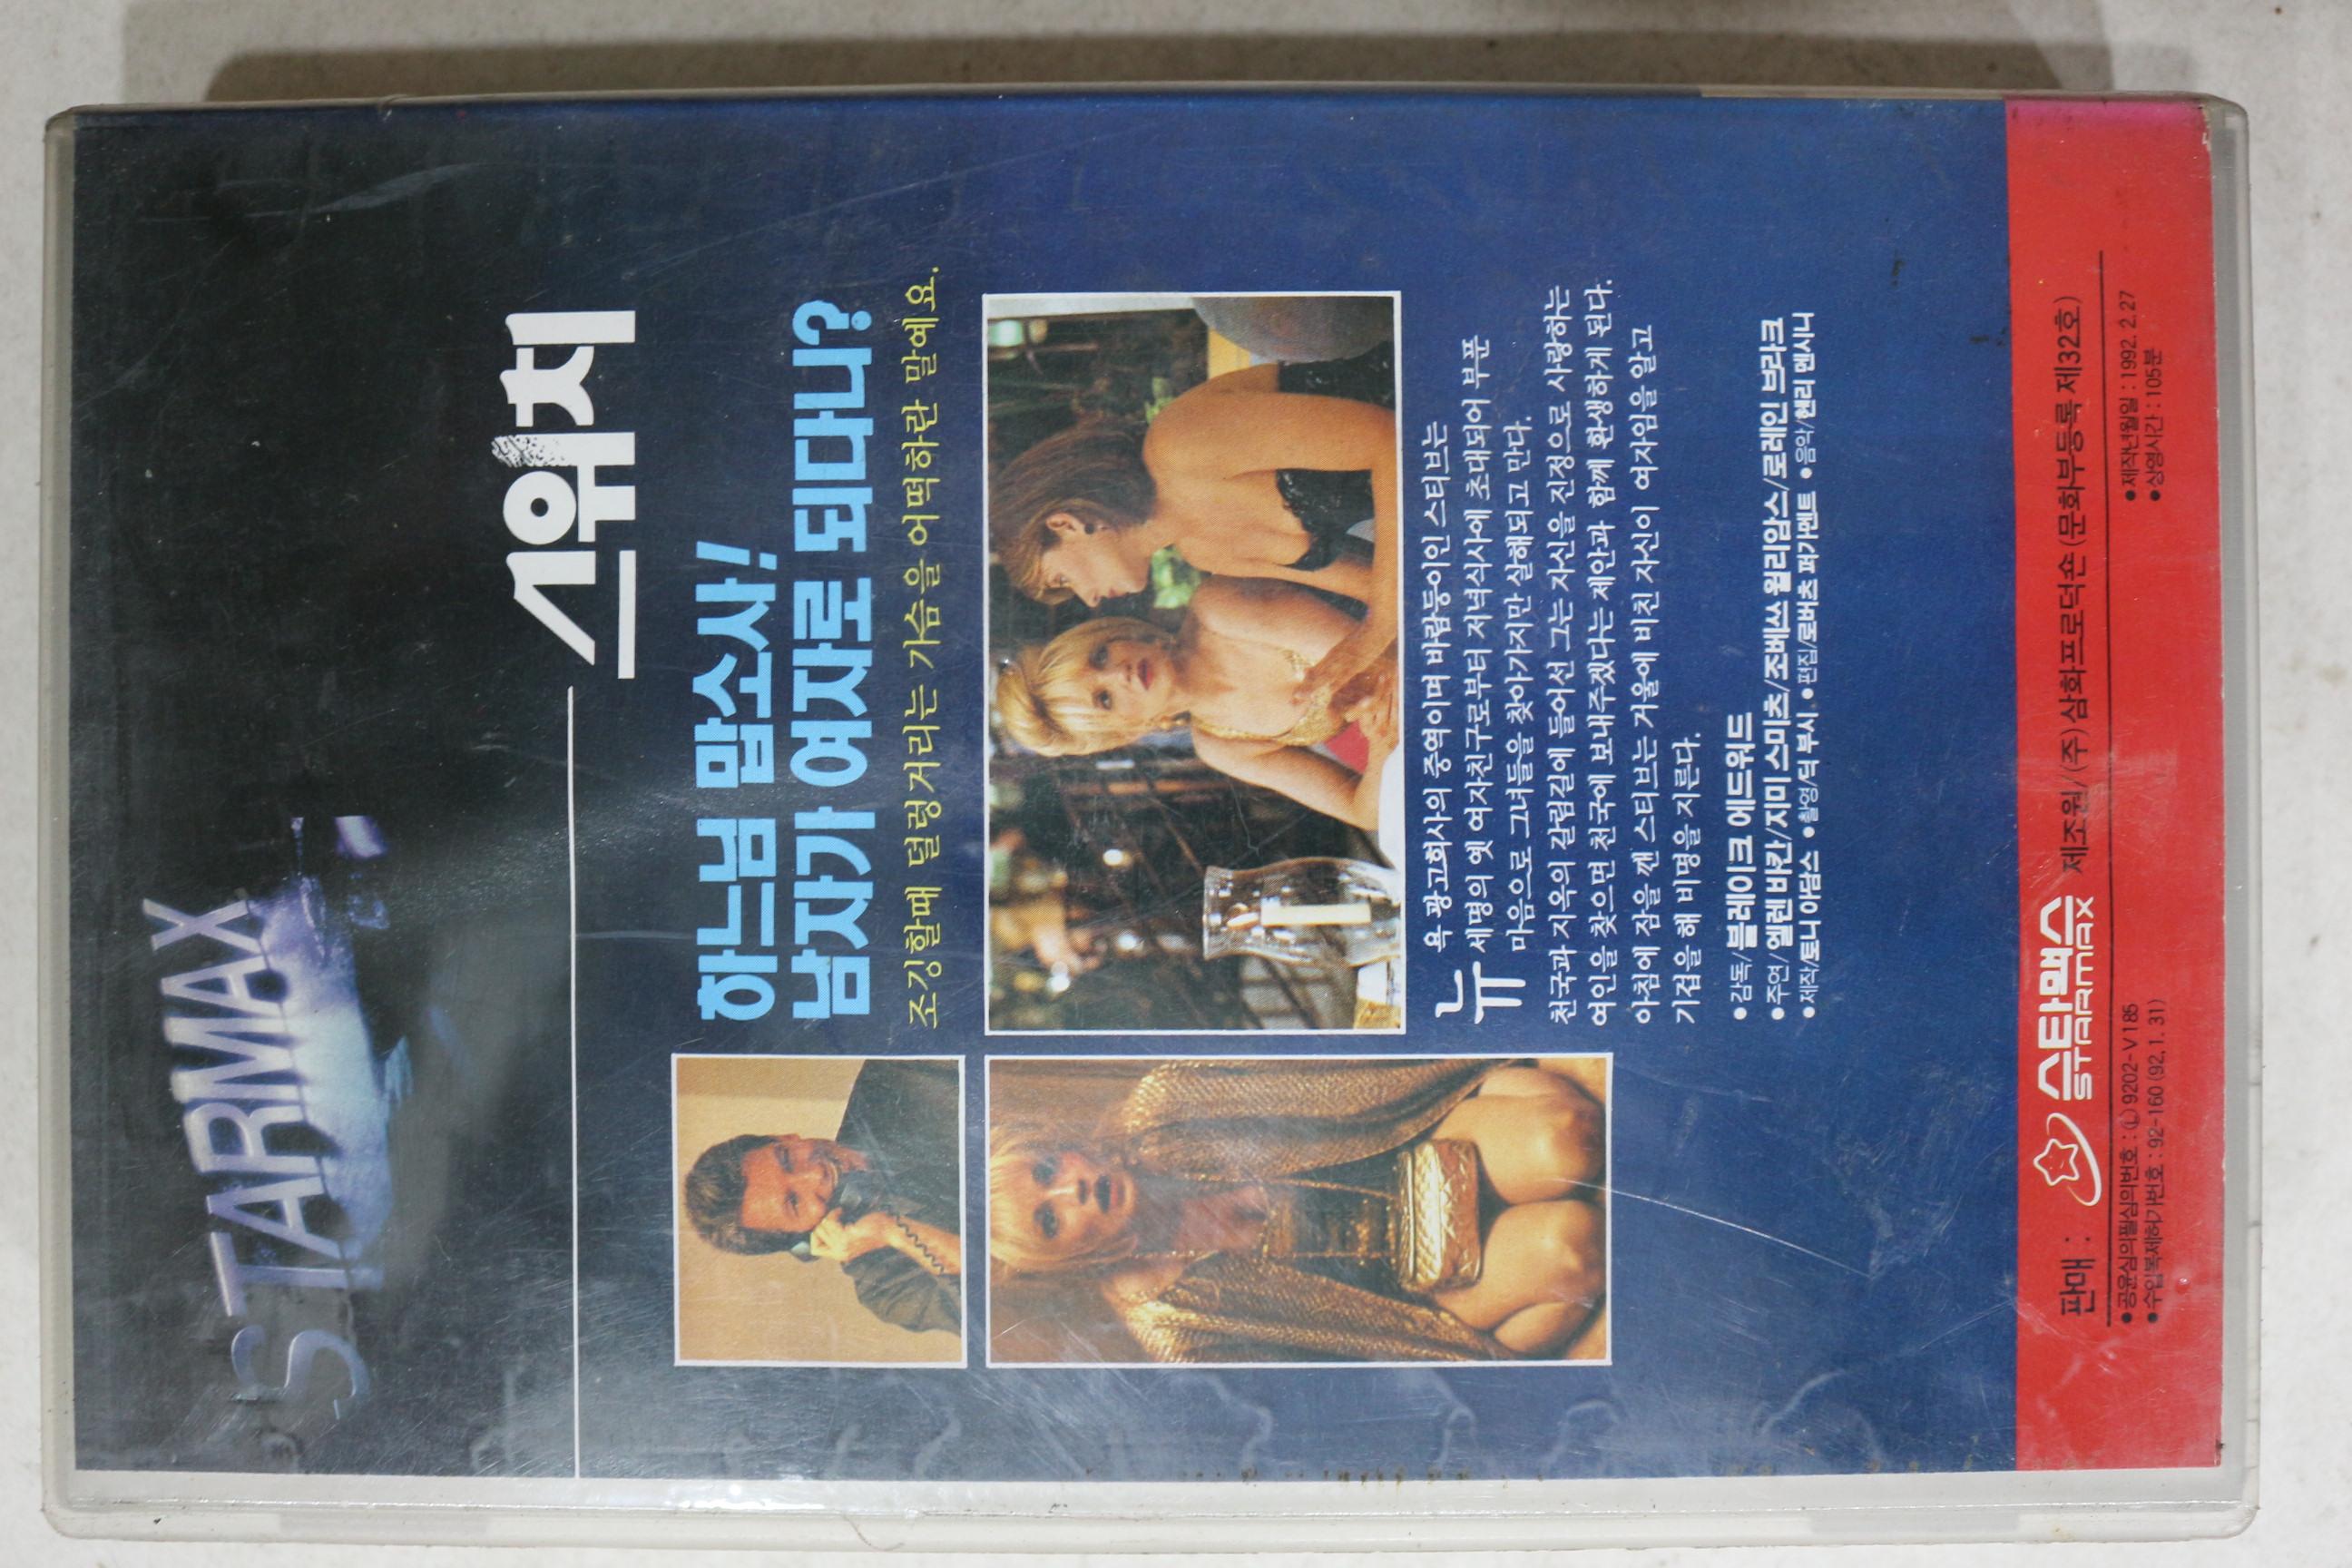 STARMAX
스위치
하느님 맙소사!
남자가 여자로 되다니?
조깅할때 덜렁거리는 가슴을 어떡하란 말예요.
뉴욕 광고회사의 중역이며 바람둥이인 스티브는
세명의 옛 여자친구로부터 저녁식사에 초대되어 부푼
마음으로 그녀들을 찾아가지만 살해되고 만다.
천국과 지옥의 갈림길에 들어선 그는 자신을 진정으로 사랑하는
여인을 찾으면 천국에 보내주겠다는 제안과 함께 환생하게 된다.
아침에 잠을 깬 스티브는 거울에 비친 자신이 여자임을 알고
기겁을 해 비명을 지른다.
●감독/블레이크 에드워드
●주연/엘렌 바킨/지미 스미츠/조베쓰 윌리암스/로레인 브라크
●제작/토니 아담스 ●촬영/딕 부시. ●편집/로버츠 퍼가멘트 ●음악/헨리 멘시니
판매 : 스타맥스 STARMAX 제조원/(주)삼화프로덕숀(문화부등록 제32호)
●공윤심의필심의번호 : ㉡ 9202-V185 ●제작년월일 : 1992. 2. 27
●수입복제허가번호 : 92-160 (92. 1. 31) ●상영시간 : 105분